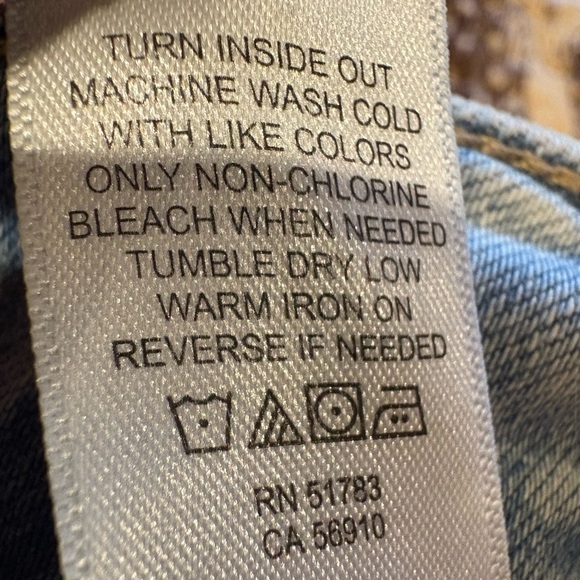 TURN INSIDE OUT
MACHINE WASH COLD
WITH LIKE COLORS
ONLY NON-CHLORINE
BLEACH WHEN NEEDED
TUMBLE DRY LOW
WARM IRON ON
REVERSE IF NEEDED
RN 51783
CA 56910